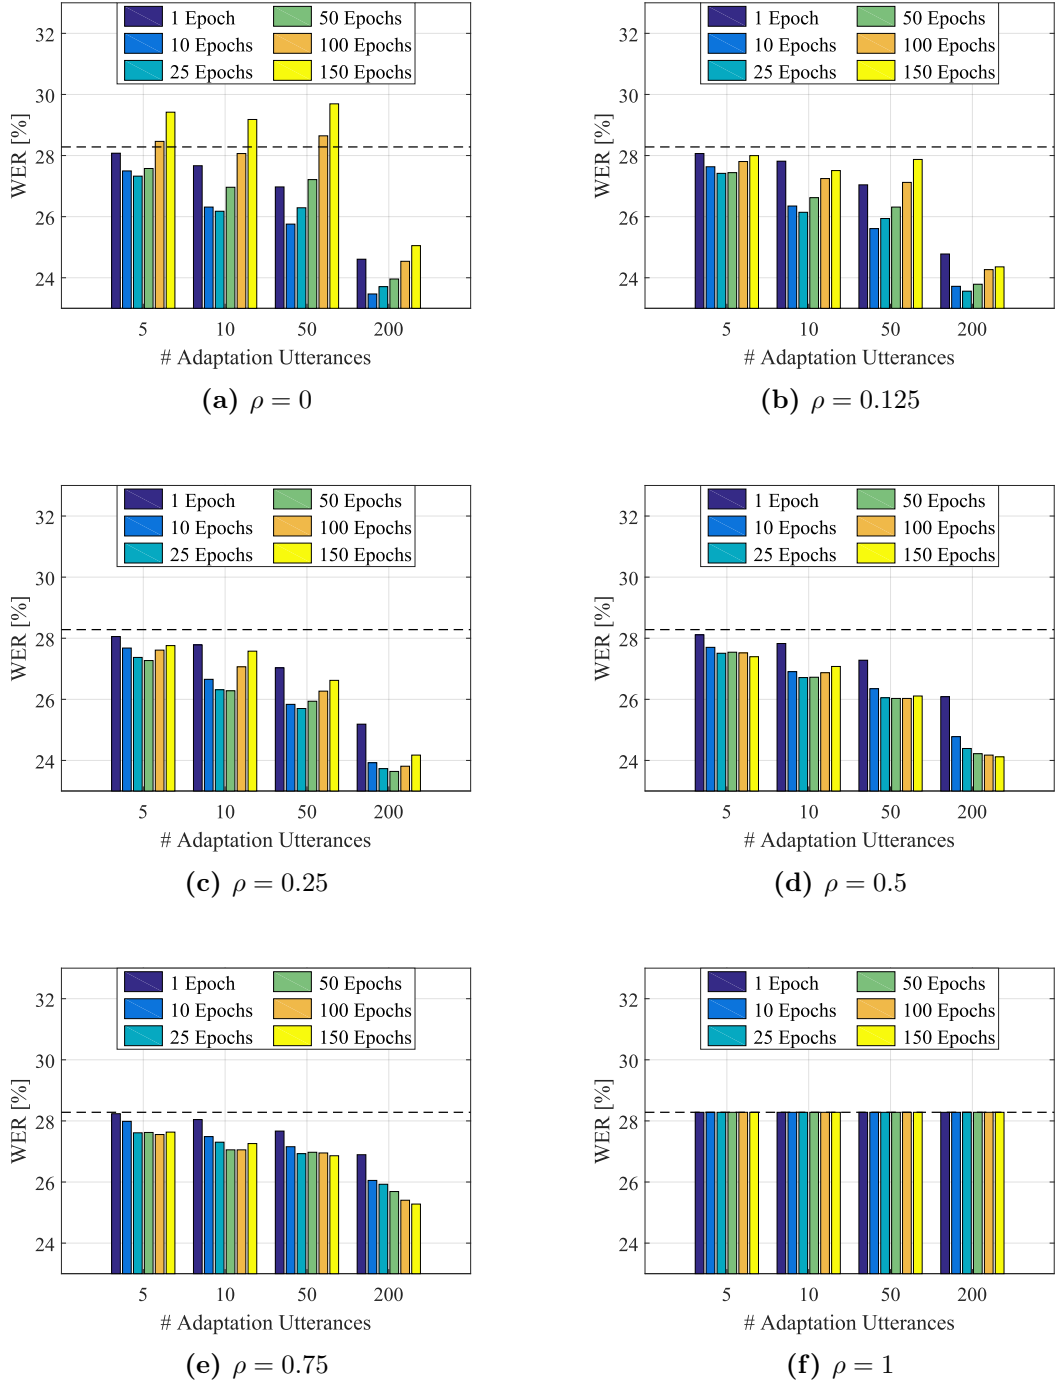 32
30
28
26
24
WER [%]
1 Epoch
10 Epochs
25 Epochs
50 Epochs
100 Epochs
150 Epochs
5 10 50 200
# Adaptation Utterances
(a) ρ = 0
32
30
28
26
24
WER [%]
1 Epoch
10 Epochs
25 Epochs
50 Epochs
100 Epochs
150 Epochs
5 10 50 200
# Adaptation Utterances
(b) ρ = 0.125
32
30
28
26
24
WER [%]
1 Epoch
10 Epochs
25 Epochs
50 Epochs
100 Epochs
150 Epochs
5 10 50 200
# Adaptation Utterances
(c) ρ = 0.25
32
30
28
26
24
WER [%]
1 Epoch
10 Epochs
25 Epochs
50 Epochs
100 Epochs
150 Epochs
5 10 50 200
# Adaptation Utterances
(d) ρ = 0.5
32
30
28
26
24
WER [%]
1 Epoch
10 Epochs
25 Epochs
50 Epochs
100 Epochs
150 Epochs
5 10 50 200
# Adaptation Utterances
(e) ρ = 0.75
32
30
28
26
24
WER [%]
1 Epoch
10 Epochs
25 Epochs
50 Epochs
100 Epochs
150 Epochs
5 10 50 200
# Adaptation Utterances
(f) ρ = 1